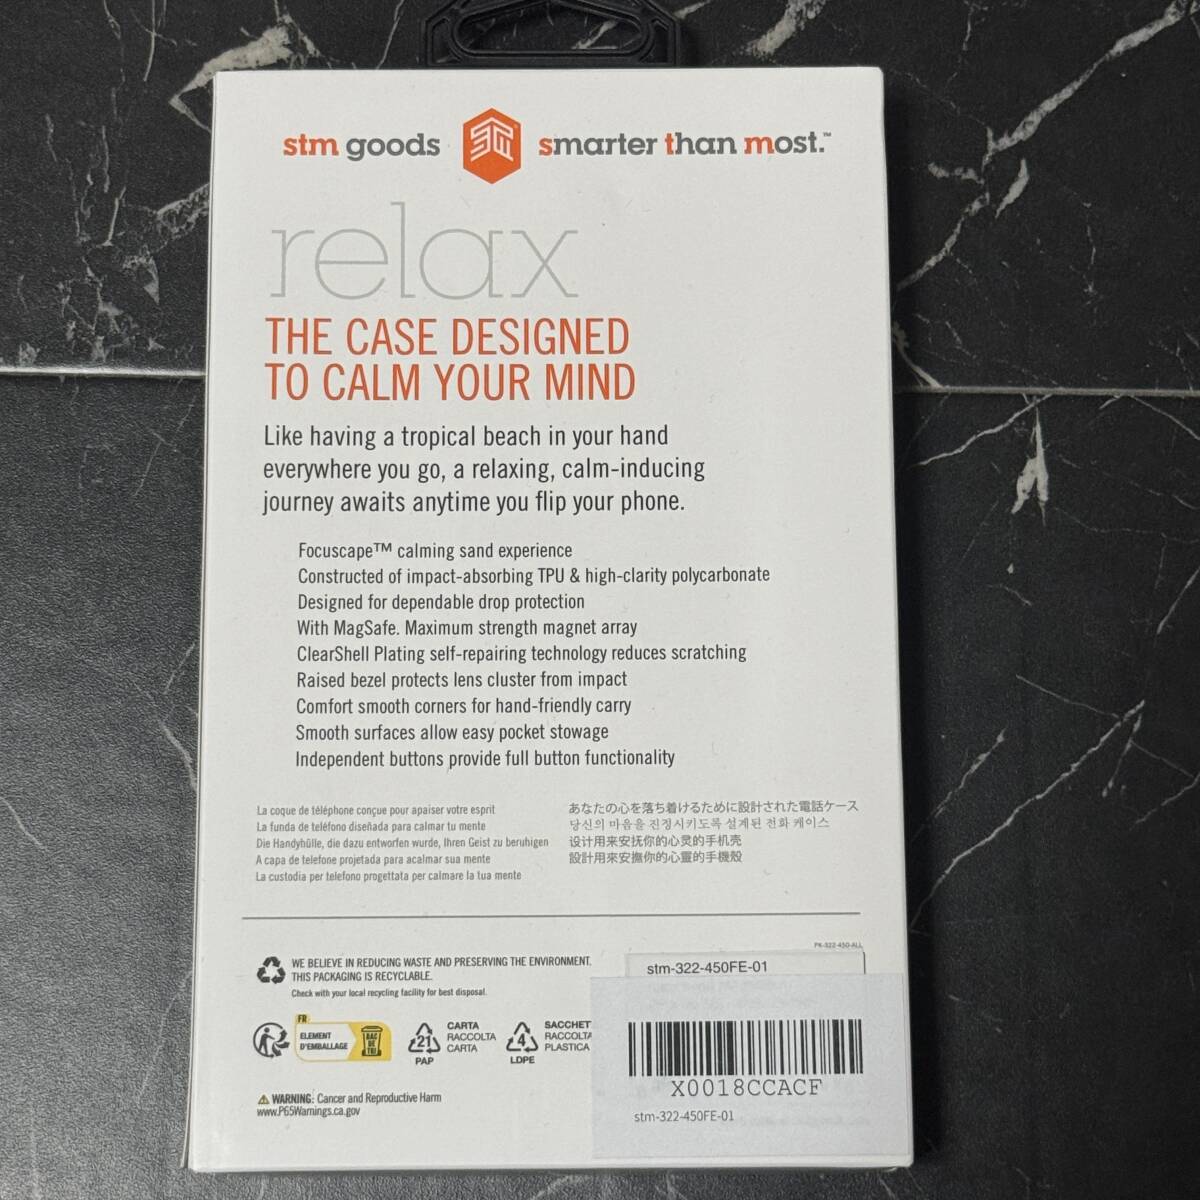 stm goods smarter than most.™
relax
THE CASE DESIGNED
TO CALM YOUR MIND
Like having a tropical beach in your hand
everywhere you go, a relaxing, calm-inducing
journey awaits anytime you flip your phone.
Focuscape™ calming sand experience
Constructed of impact-absorbing TPU & high-clarity polycarbonate
Designed for dependable drop protection
With MagSafe. Maximum strength magnet array
ClearShell Plating self-repairing technology reduces scratching
Raised bezel protects lens cluster from impact
Comfort smooth corners for hand-friendly carry
Smooth surfaces allow easy pocket stowage
Independent buttons provide full button functionality
La coque de téléphone conçue pour apaiser votre esprit
La funda de teléfono diseñada para calmar tu mente
Die Handyhülle, die dazu entworfen wurde, Ihren Geist zu beruhigen
A capa de telefone projetada para acalmar sua mente
La custodia per telefono progettata per calmare la tua mente
あなたの心を落ち着けるために設計された電話ケース
당신의 마음을 진정시키도록 설계된 전화 케이스
设计用来安抚你的心灵的手机壳
設計用來安撫你的心靈的手機殼
PK-322-450-ALL
WE BELIEVE IN REDUCING WASTE AND PRESERVING THE ENVIRONMENT.
THIS PACKAGING IS RECYCLABLE.
Check with your local recycling facility for best disposal.
stm-322-450FE-01
FR
ELEMENT
D'EMBALLAGE
BAC
DE
TRI
21
PAP
CARTA
RACCOLTA
CARTA
4
LDPE
SACCHET
RACCOLTA
PLASTICA
X0018CCACF
stm-322-450FE-01
WARNING: Cancer and Reproductive Harm
www.P65Warnings.ca.gov